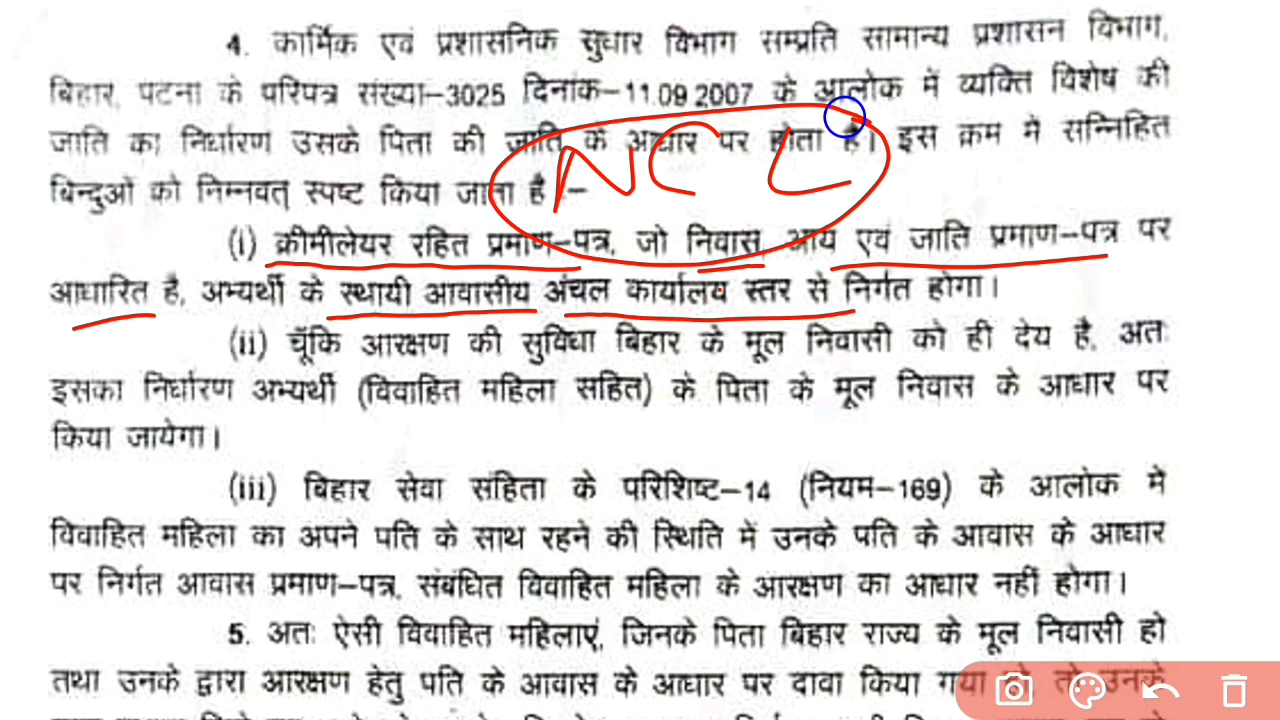 4. कार्मिक एवं प्रशासनिक सुधार विभाग सम्प्रति सामान्य प्रशासन विभाग,
बिहार, पटना के परिपत्र संख्या–3025 दिनांक–11.09.2007 के आलोक में व्यक्ति विशेष की
जाति का निर्धारण उसके पिता की जाति के आधार पर होता है। इस क्रम में सन्निहित
बिन्दुओं को निम्नवत् स्पष्ट किया जाता है :–
NCL
(i) क्रीमीलेयर रहित प्रमाण–पत्र, जो निवास, आय एवं जाति प्रमाण–पत्र पर
आधारित है, अभ्यर्थी के स्थायी आवासीय अंचल कार्यालय स्तर से निर्गत होगा।
(ii) चूँकि आरक्षण की सुविधा बिहार के मूल निवासी को ही देय है, अतः
इसका निर्धारण अभ्यर्थी (विवाहित महिला सहित) के पिता के मूल निवास के आधार पर
किया जायेगा।
(iii) बिहार सेवा संहिता के परिशिष्ट–14 (नियम–169) के आलोक में
विवाहित महिला का अपने पति के साथ रहने की स्थिति में उनके पति के आवास के आधार
पर निर्गत आवास प्रमाण–पत्र, संबंधित विवाहित महिला के आरक्षण का आधार नहीं होगा।
5. अतः ऐसी विवाहित महिलाएं, जिनके पिता बिहार राज्य के मूल निवासी हो
तथा उनके द्वारा आरक्षण हेतु पति के आवास के आधार पर दावा किया गया हो, तो उनके